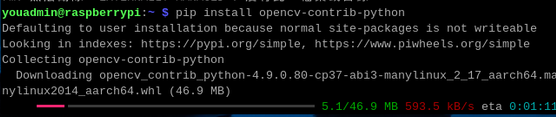 youadmin@raspberrypi:~ $ pip install opencv-contrib-python
Defaulting to user installation because normal site-packages is not writeable
Looking in indexes: https://pypi.org/simple, https://www.piwheels.org/simple
Collecting opencv-contrib-python
  Downloading opencv_contrib_python-4.9.0.80-cp37-abi3-manylinux_2_17_aarch64.ma
nylinux2014_aarch64.whl (46.9 MB)
5.1/46.9 MB 593.5 kB/s eta 0:01:11